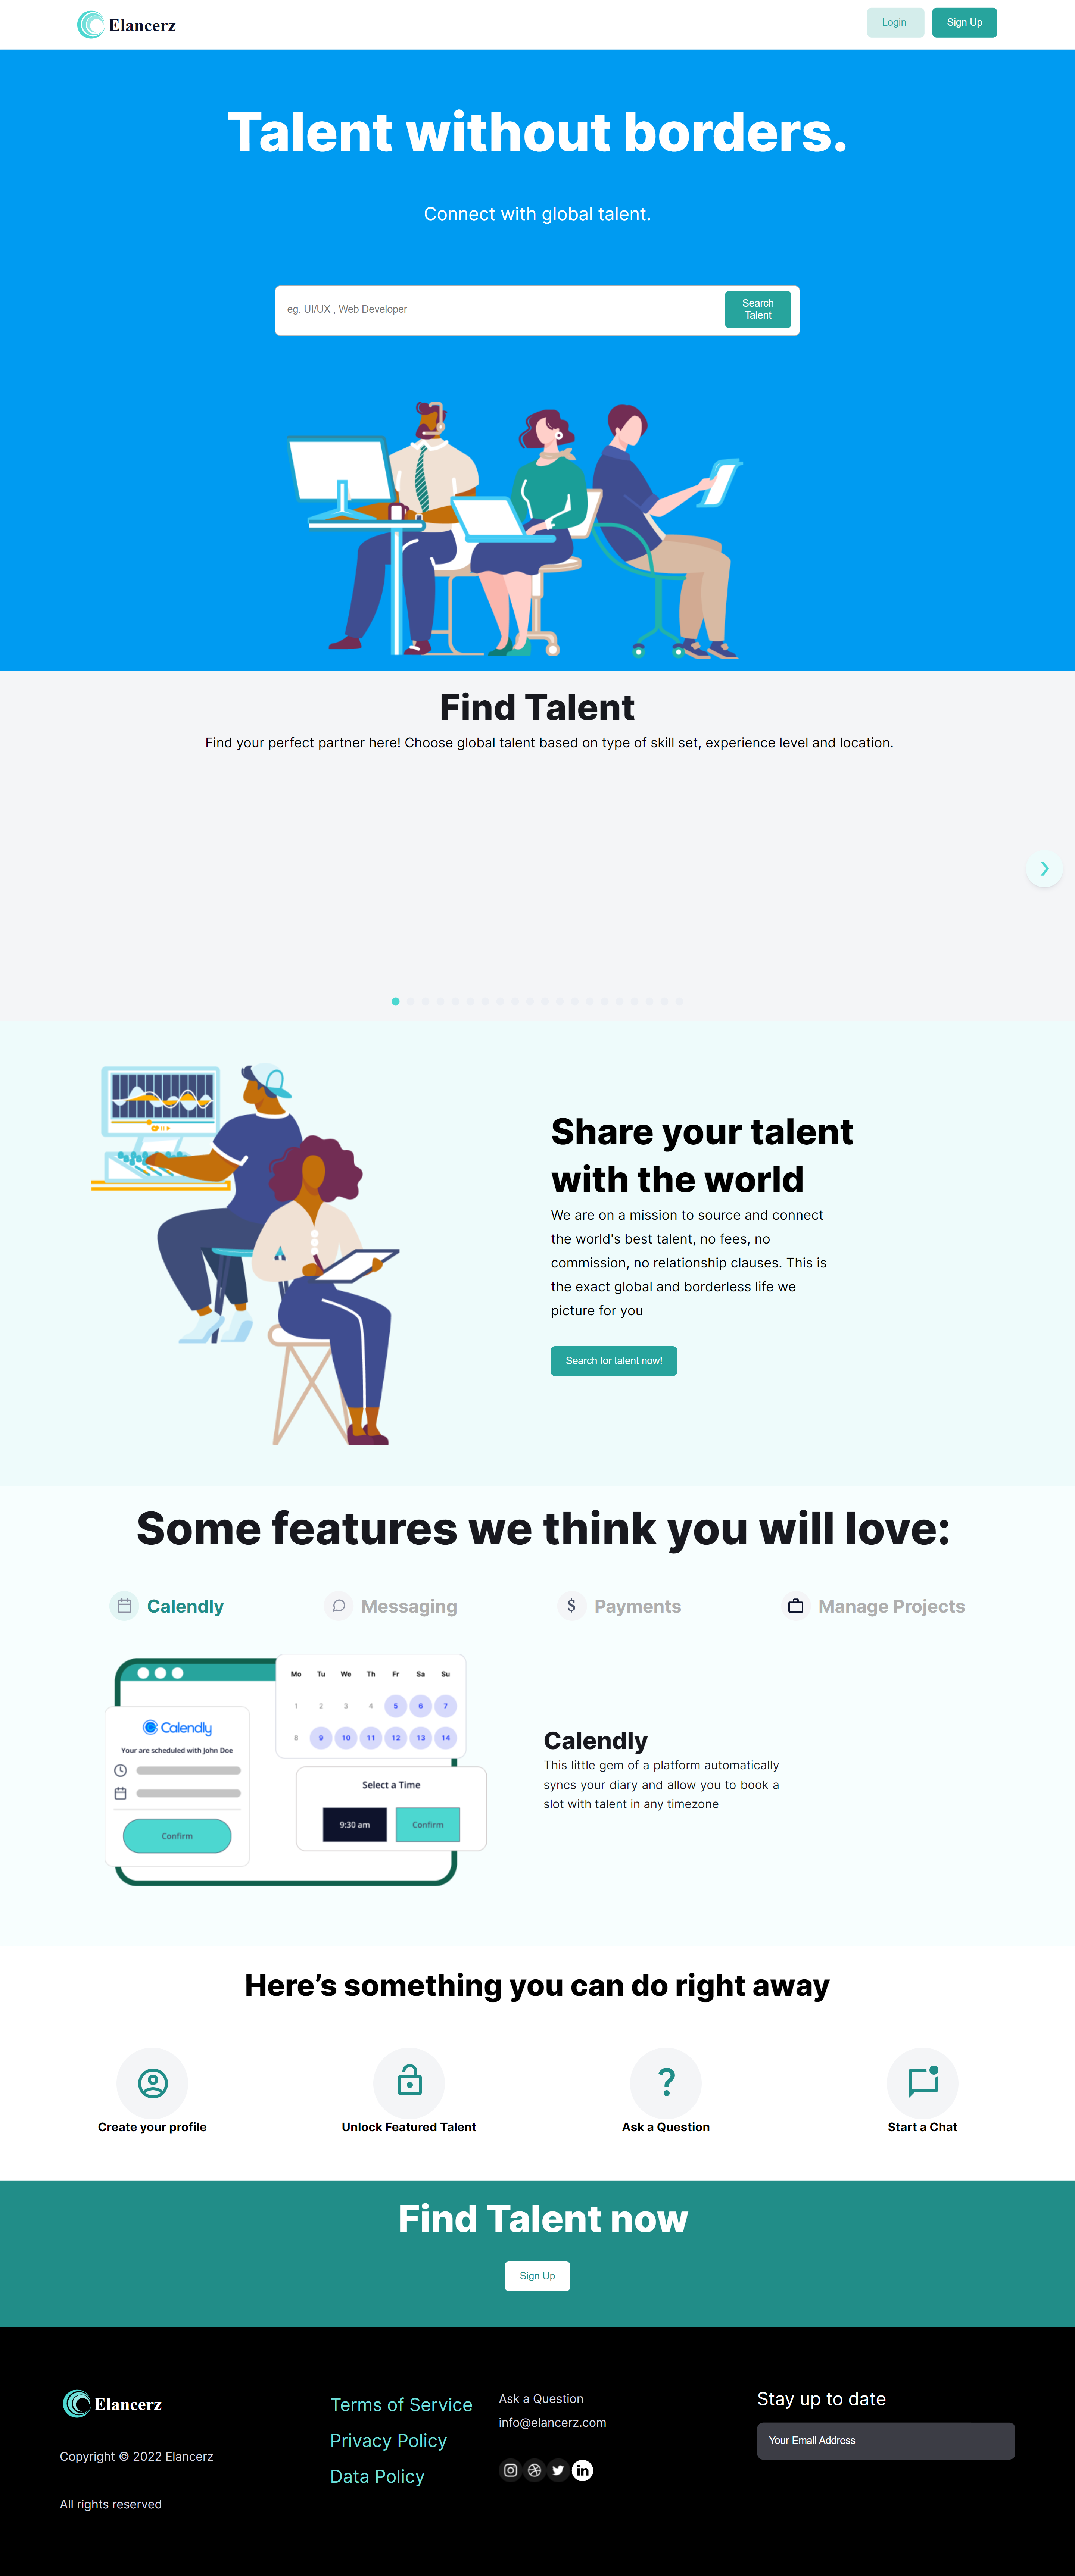 Elancerz
Login
Sign Up
Talent without borders.
Connect with global talent.
eg. UI/UX , Web Developer
Search
Talent
Find Talent
Find your perfect partner here! Choose global talent based on type of skill set, experience level and location.
Share your talent
with the world
We are on a mission to source and connect
the world's best talent, no fees, no
commission, no relationship clauses. This is
the exact global and borderless life we
picture for you
Search for talent now!
Some features we think you will love:
Calendly
Messaging
$ Payments
Manage Projects
Mo Tu We Th Fr Sa Su
1 2 3 4 5 6 7
8 9 10 11 12 13 14
Calendly
Your are scheduled with John Doe
Confirm
Select a Time
9:30 am
Confirm
Calendly
This little gem of a platform automatically
syncs your diary and allow you to book a
slot with talent in any timezone
Here’s something you can do right away
Create your profile
Unlock Featured Talent
Ask a Question
Start a Chat
Find Talent now
Sign Up
Elancerz
Copyright © 2022 Elancerz
All rights reserved
Terms of Service
Privacy Policy
Data Policy
Ask a Question
info@elancerz.com
in
Stay up to date
Your Email Address